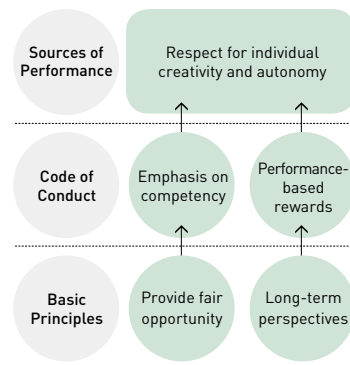 Sources of
Performance
Respect for individual
creativity and autonomy
Code of
Conduct
Emphasis on
competency
Performance-
based
rewards
Basic
Principles
Provide fair
opportunity
Long-term
perspectives